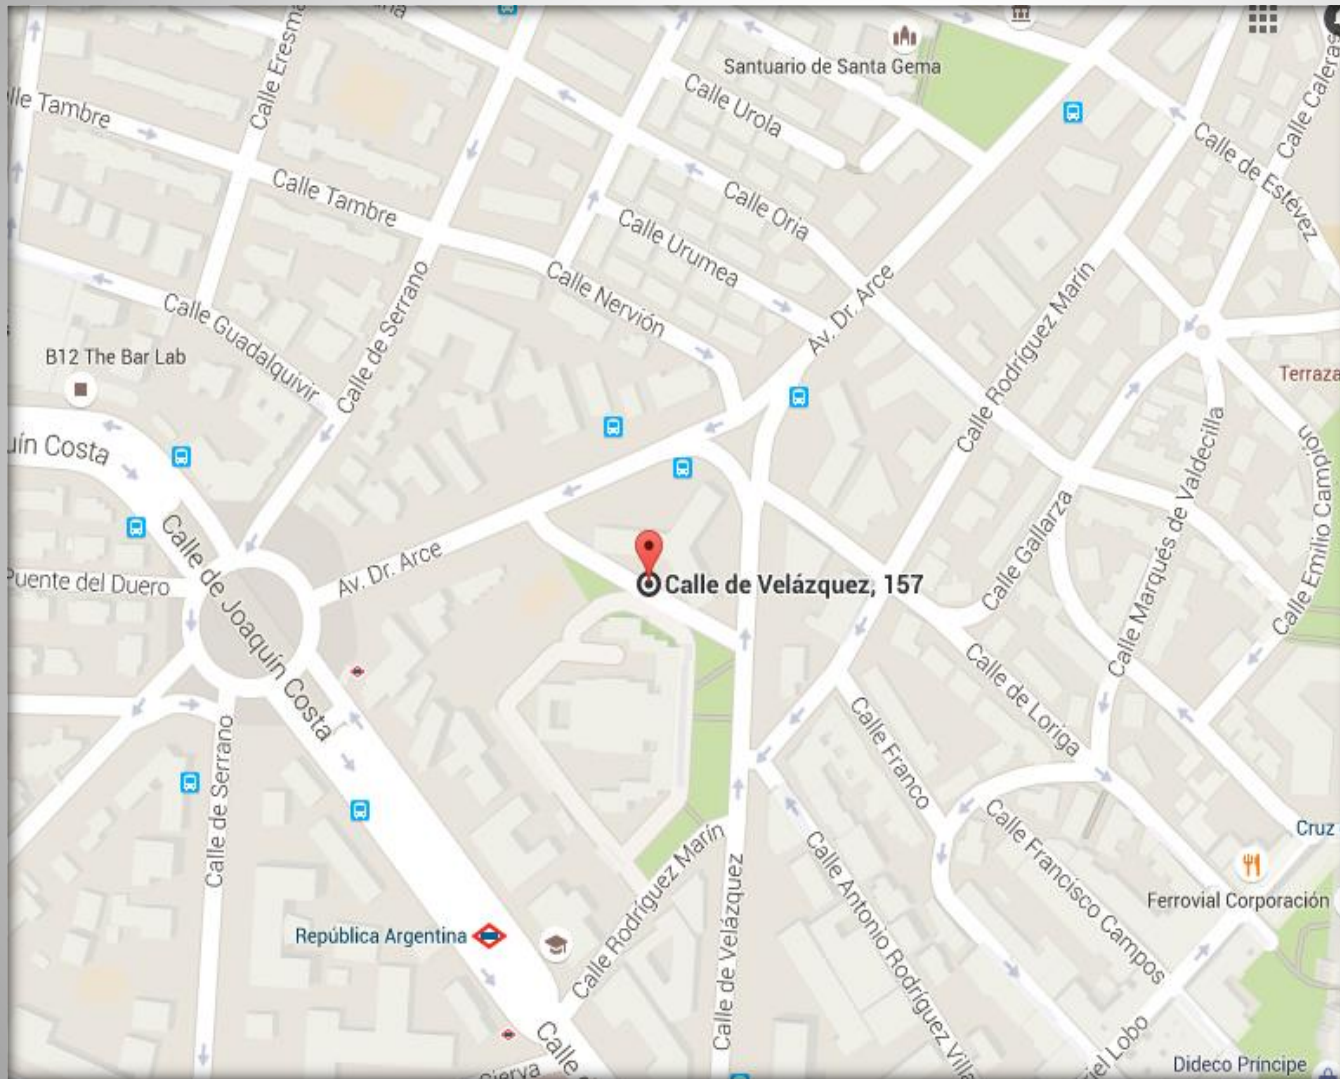 Calle Eresma
Santuario de Santa Gema
Calle Urola
Calle Caleras
Calle de Estévez
lle Tambre
Calle Tambre
Calle Oria
Calle Urumea
Calle Nervión
Av. Dr. Arce
Calle Rodríguez Marín
Calle de Serrano
Calle Guadalquivir
B12 The Bar Lab
Terraza
uín Costa
Calle de Joaquín Costa
Calle Marqués de Valdecilla
Calle Emilio Campion
Calle Gallarza
Av. Dr. Arce
Puente del Duero
Calle de Velázquez, 157
Calle de Loriga
Calle Franco
Calle de Serrano
Calle Francisco Campos
Cruz
Ferrovial Corporación
República Argentina
Calle Rodríguez Marín
Calle de Velázquez
Calle Antonio Rodríguez Villa
Calle
Cierva
riel Lobo
Dideco Príncipe